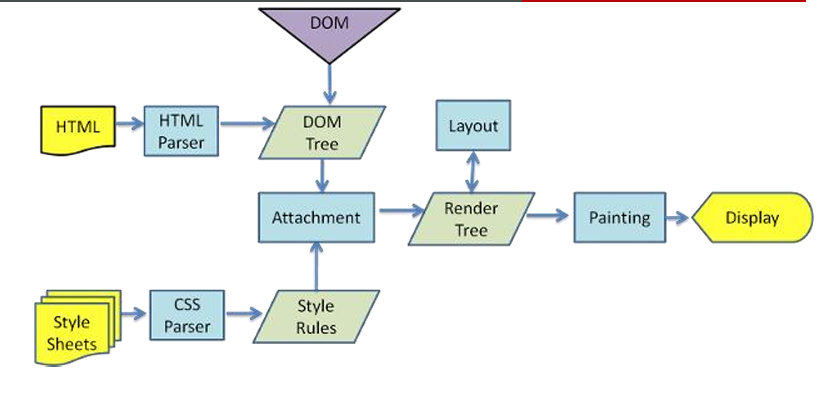 DOM
HTML
HTML
Parser
DOM
Tree
Layout
Attachment
Render
Tree
Painting
Display
Style
Sheets
CSS
Parser
Style
Rules